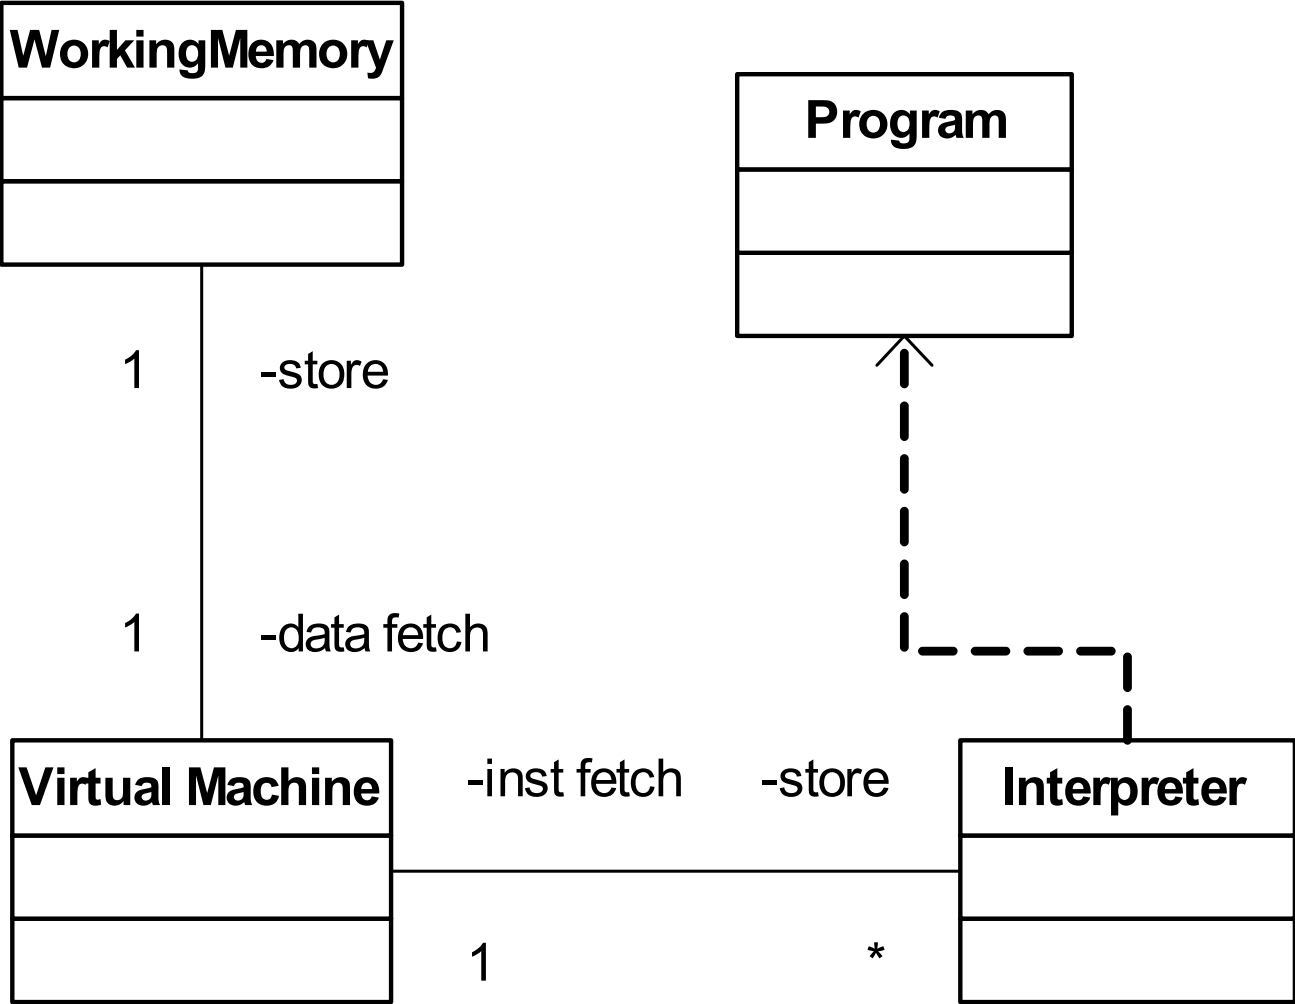 WorkingMemory
Program
1 -store
1 -data fetch
Virtual Machine
-inst fetch -store
Interpreter
1 *